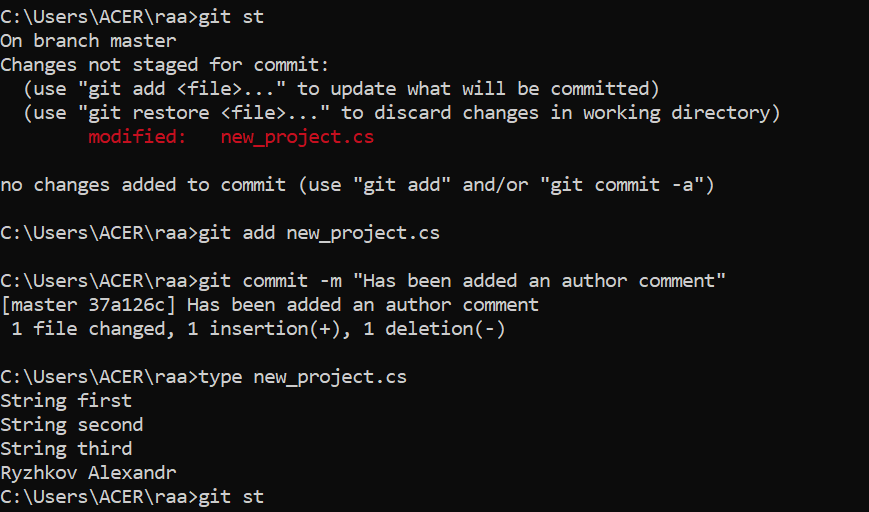 C:\Users\ACER\raa>git st
On branch master
Changes not staged for commit:
  (use "git add <file>..." to update what will be committed)
  (use "git restore <file>..." to discard changes in working directory)
        modified:   new_project.cs
no changes added to commit (use "git add" and/or "git commit -a")
C:\Users\ACER\raa>git add new_project.cs
C:\Users\ACER\raa>git commit -m "Has been added an author comment"
[master 37a126c] Has been added an author comment
 1 file changed, 1 insertion(+), 1 deletion(-)
C:\Users\ACER\raa>type new_project.cs
String first
String second
String third
Ryzhkov Alexandr
C:\Users\ACER\raa>git st